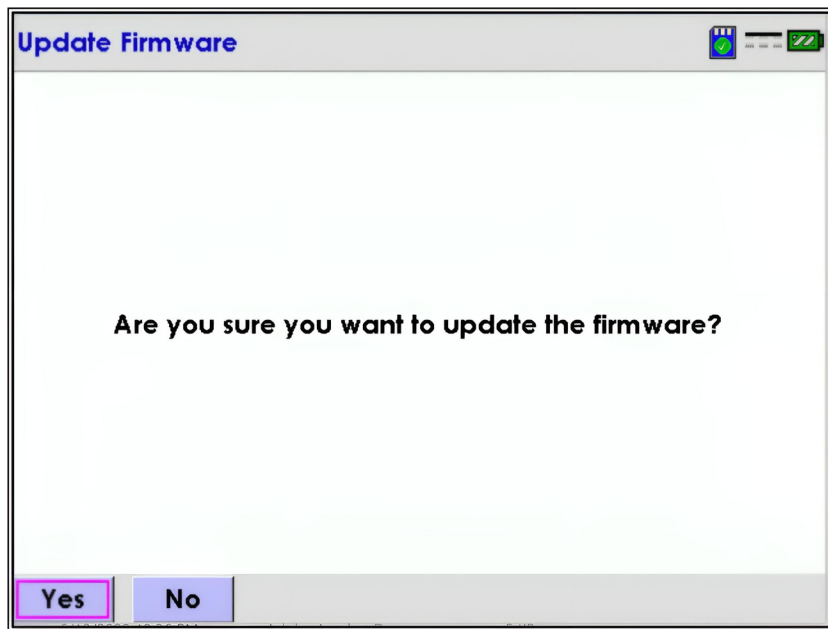 Update Firmware
Are you sure you want to update the firmware?
Yes
No